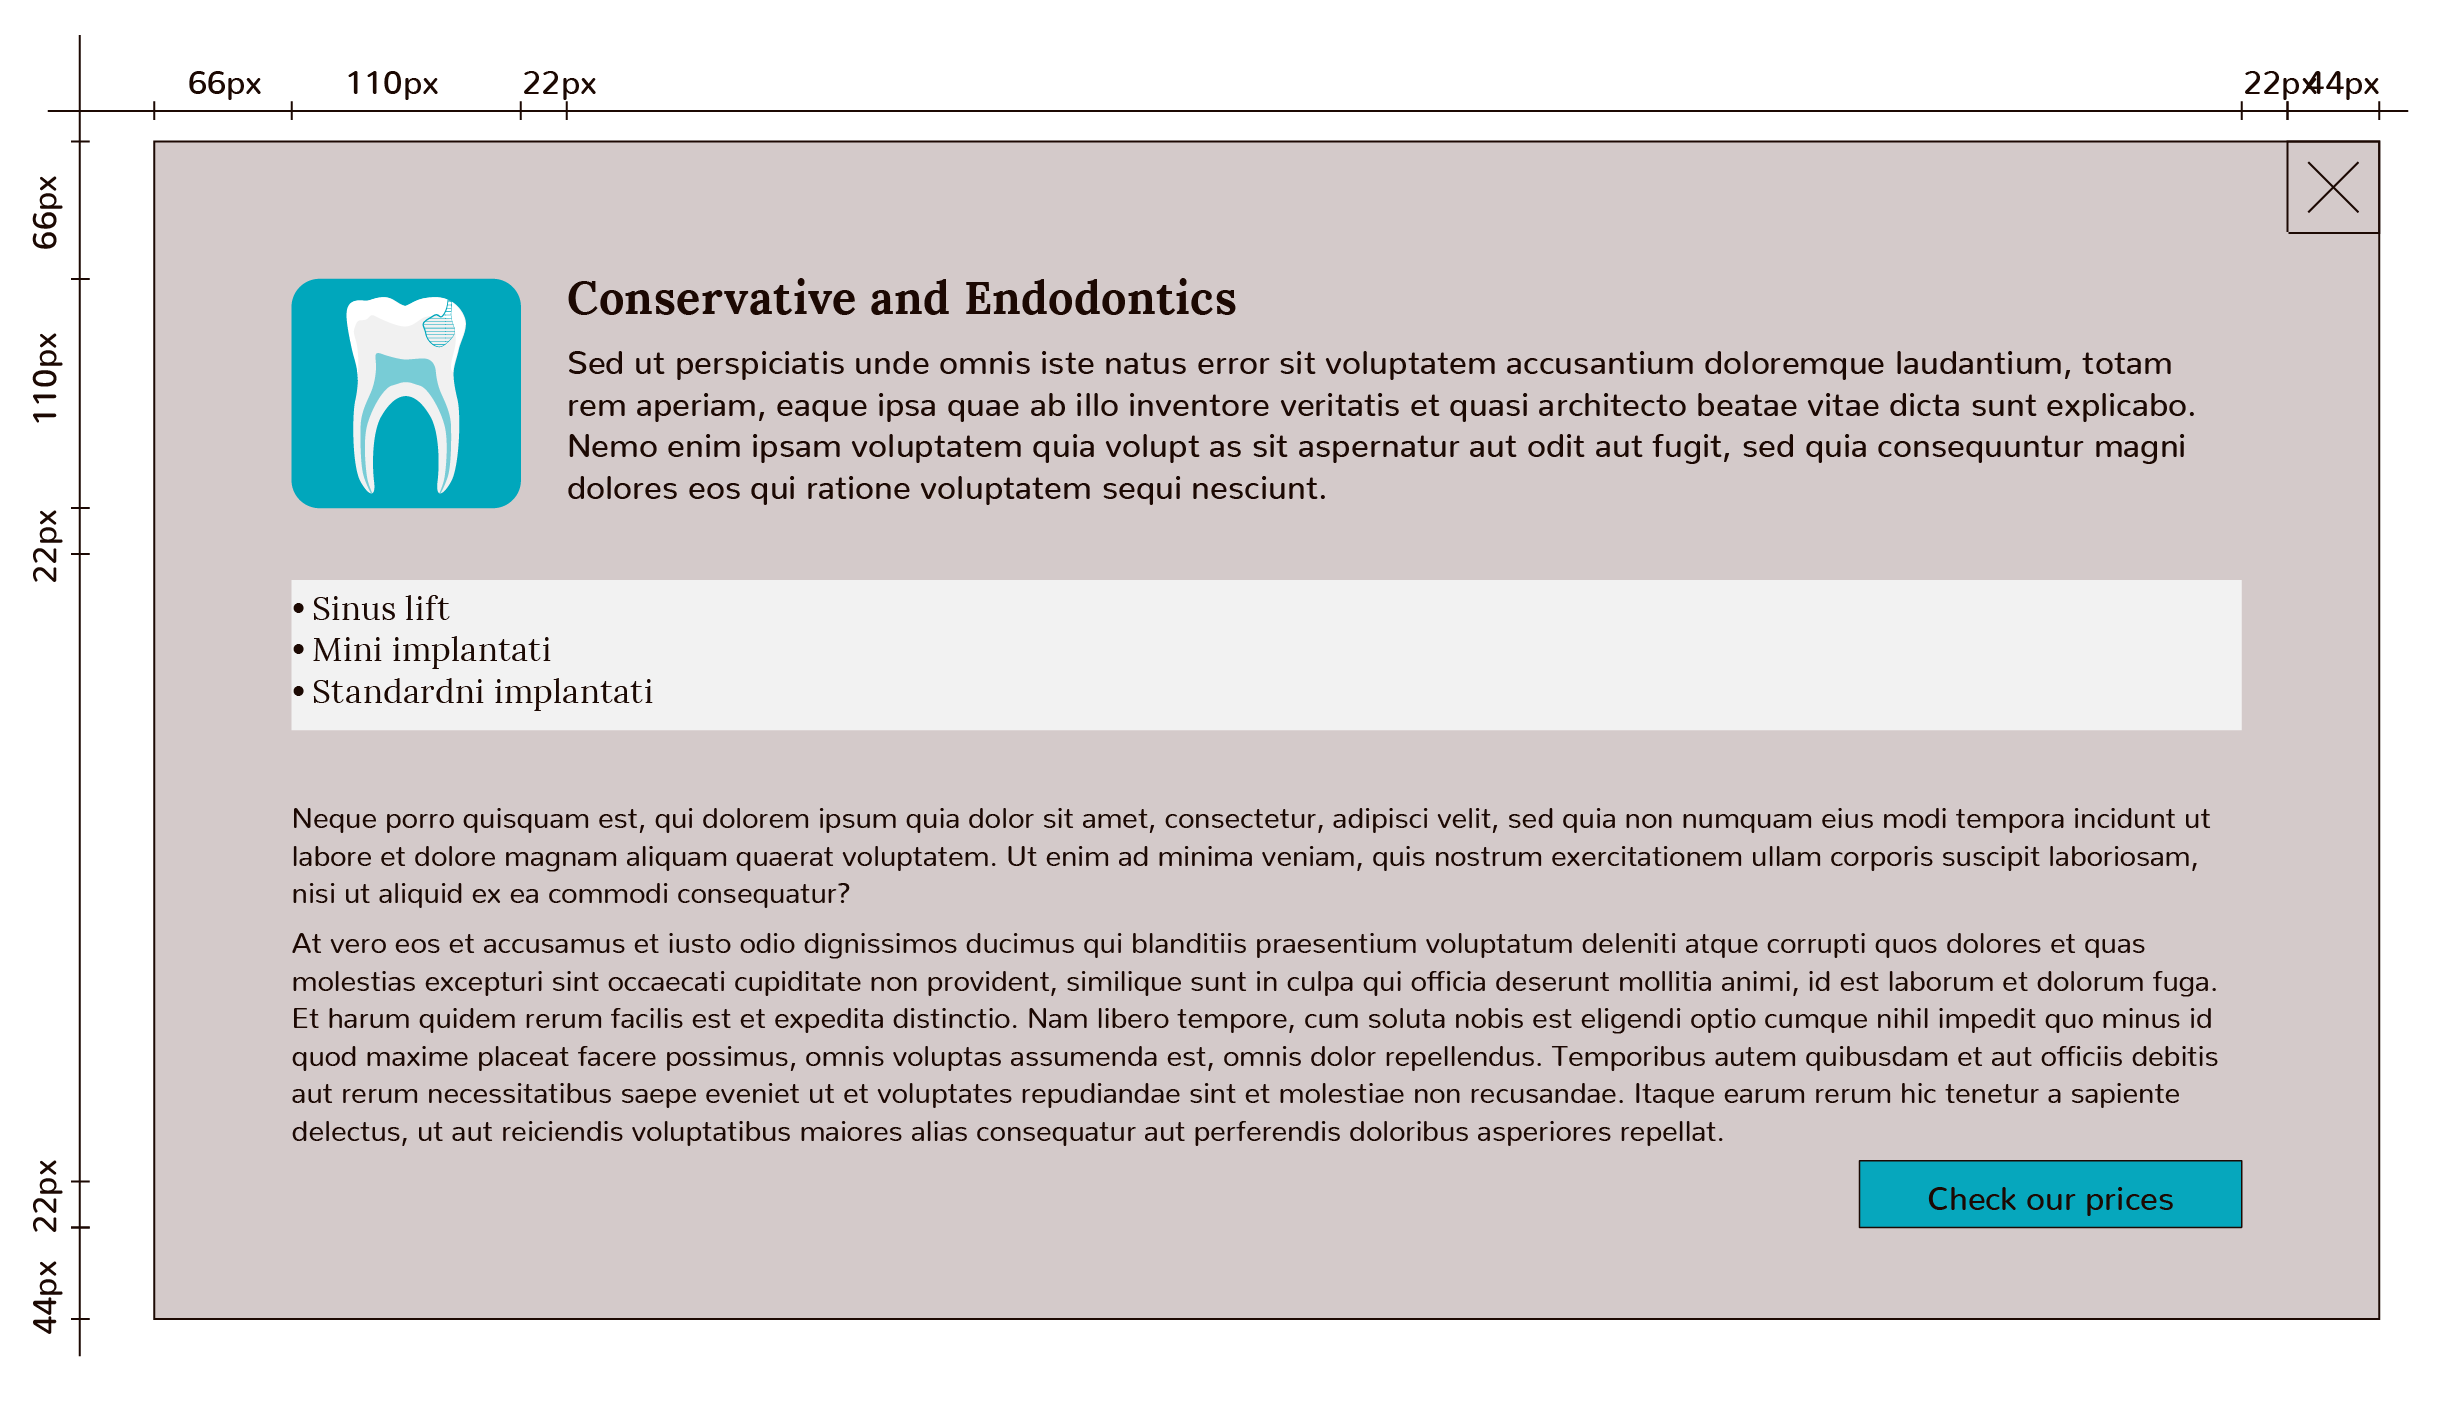 66px 110px 22px 22px 44px
66px
110px
22px
22px
44px
Conservative and Endodontics
Sed ut perspiciatis unde omnis iste natus error sit voluptatem accusantium doloremque laudantium, totam
rem aperiam, eaque ipsa quae ab illo inventore veritatis et quasi architecto beatae vitae dicta sunt explicabo.
Nemo enim ipsam voluptatem quia volupt as sit aspernatur aut odit aut fugit, sed quia consequuntur magni
dolores eos qui ratione voluptatem sequi nesciunt.
• Sinus lift
• Mini implantati
• Standardni implantati
Neque porro quisquam est, qui dolorem ipsum quia dolor sit amet, consectetur, adipisci velit, sed quia non numquam eius modi tempora incidunt ut
labore et dolore magnam aliquam quaerat voluptatem. Ut enim ad minima veniam, quis nostrum exercitationem ullam corporis suscipit laboriosam,
nisi ut aliquid ex ea commodi consequatur?
At vero eos et accusamus et iusto odio dignissimos ducimus qui blanditiis praesentium voluptatum deleniti atque corrupti quos dolores et quas
molestias excepturi sint occaecati cupiditate non provident, similique sunt in culpa qui officia deserunt mollitia animi, id est laborum et dolorum fuga.
Et harum quidem rerum facilis est et expedita distinctio. Nam libero tempore, cum soluta nobis est eligendi optio cumque nihil impedit quo minus id
quod maxime placeat facere possimus, omnis voluptas assumenda est, omnis dolor repellendus. Temporibus autem quibusdam et aut officiis debitis
aut rerum necessitatibus saepe eveniet ut et voluptates repudiandae sint et molestiae non recusandae. Itaque earum rerum hic tenetur a sapiente
delectus, ut aut reiciendis voluptatibus maiores alias consequatur aut perferendis doloribus asperiores repellat.
Check our prices